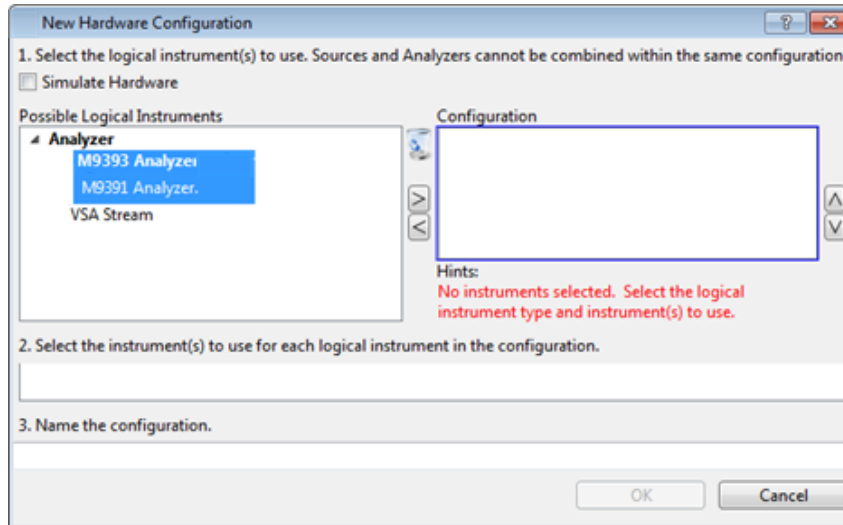 New Hardware Configuration
1. Select the logical instrument(s) to use. Sources and Analyzers cannot be combined within the same configuration
Simulate Hardware
Possible Logical Instruments
Analyzer
M9393 Analyzer
M9391 Analyzer.
VSA Stream
Configuration
Hints:
No instruments selected. Select the logical
instrument type and instrument(s) to use.
2. Select the instrument(s) to use for each logical instrument in the configuration.
3. Name the configuration.
OK
Cancel